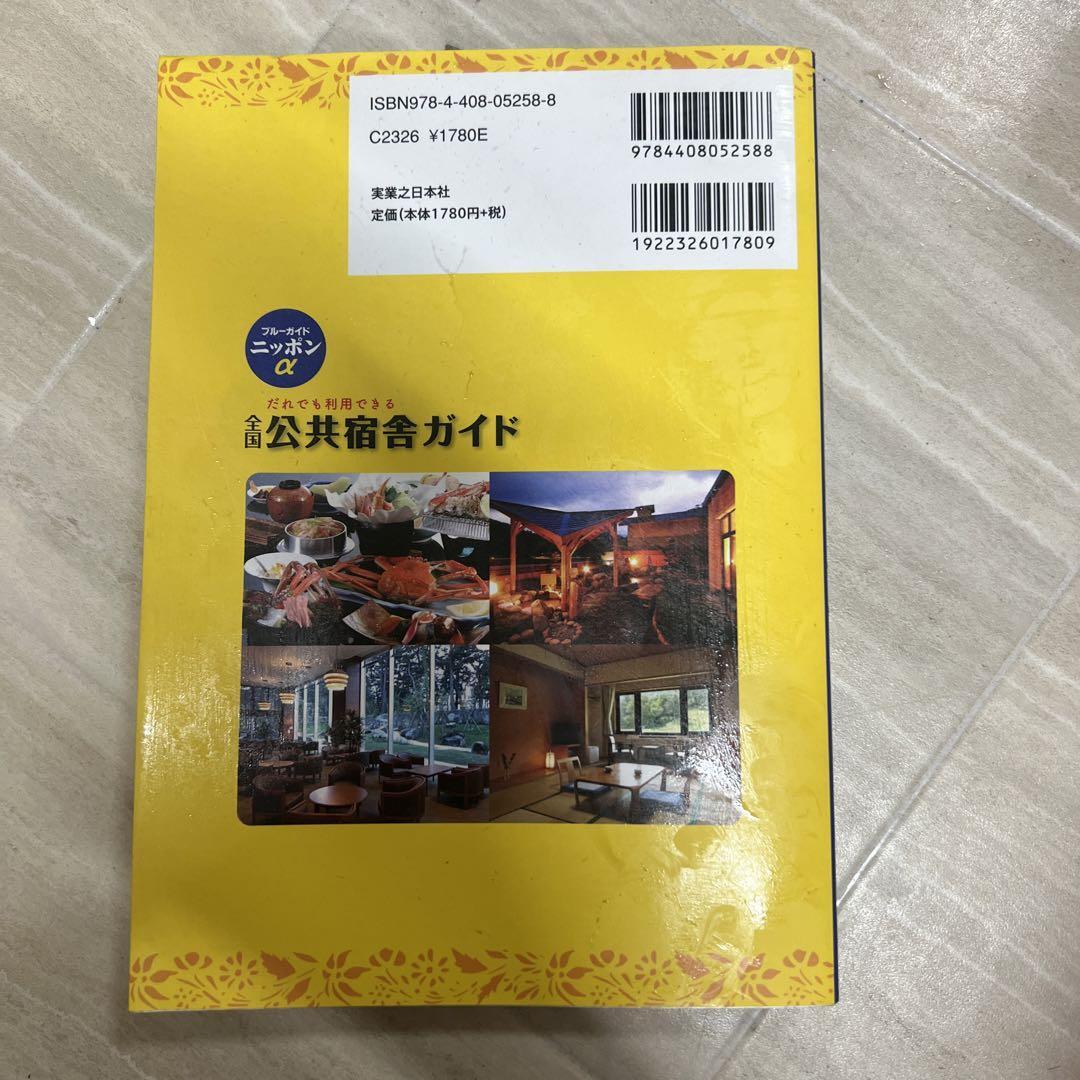 ISBN978-4-408-05258-8
C2326 ¥1780E
9784408052588
実業之日本社
定価(本体1780円+税)
1922326017809
ブルーガイド
ニッポン
α
だれでも利用できる
全国公共宿舎ガイド